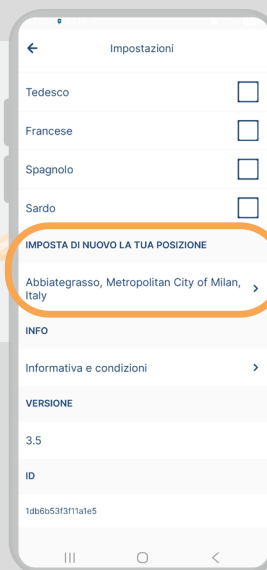 Impostazioni
Tedesco
Francese
Spagnolo
Sardo
IMPOSTA DI NUOVO LA TUA POSIZIONE
Abbiategrasso, Metropolitan City of Milan,
Italy
INFO
Informativa e condizioni
VERSIONE
3.5
ID
1db6b53f3f11a1e5